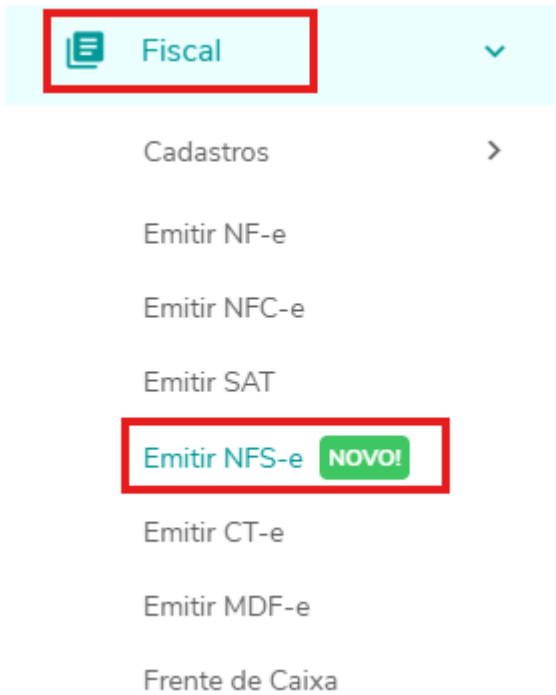 Fiscal
Cadastros
Emitir NF-e
Emitir NFC-e
Emitir SAT
Emitir NFS-e NOVO!
Emitir CT-e
Emitir MDF-e
Frente de Caixa